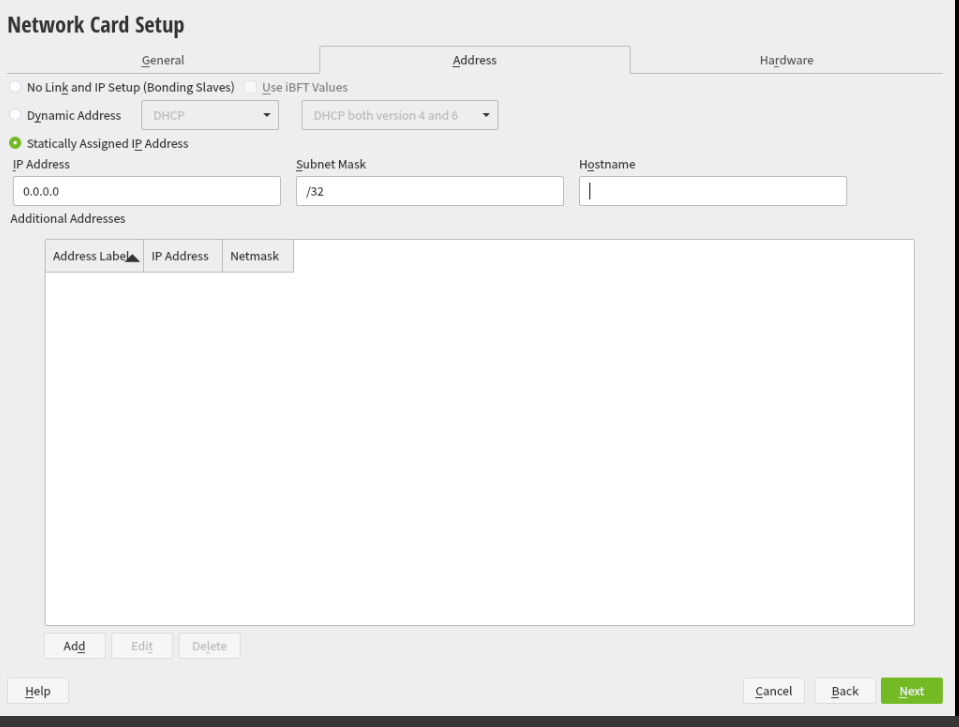 Network Card Setup
General Address Hardware
No Link and IP Setup (Bonding Slaves) Use iBFT Values
Dynamic Address DHCP DHCP both version 4 and 6
Statically Assigned IP Address
IP Address Subnet Mask Hostname
0.0.0.0 /32
Additional Addresses
Address Label IP Address Netmask
Add Edit Delete
Help Cancel Back Next